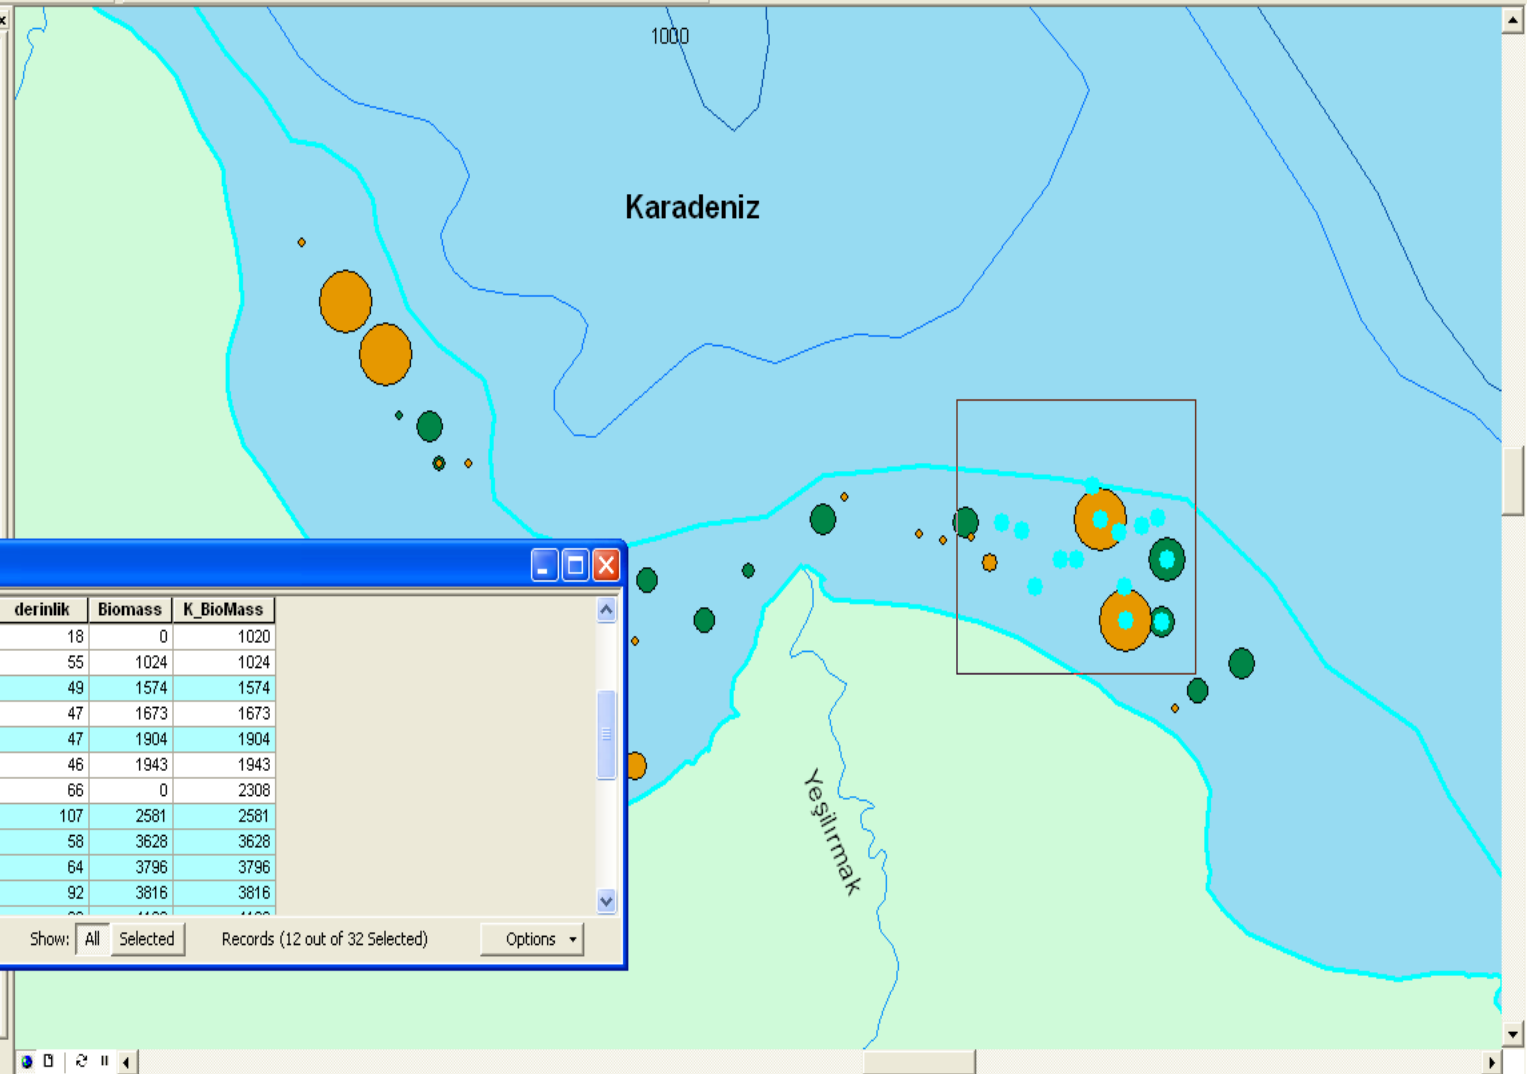 1000
Karadeniz
derinlik Biomass K_BioMass
18 0 1020
55 1024 1024
49 1574 1574
47 1673 1673
47 1904 1904
46 1943 1943
66 0 2308
107 2581 2581
58 3628 3628
64 3796 3796
92 3816 3816
Show: All Selected Records (12 out of 32 Selected) Options
Yeşilırmak